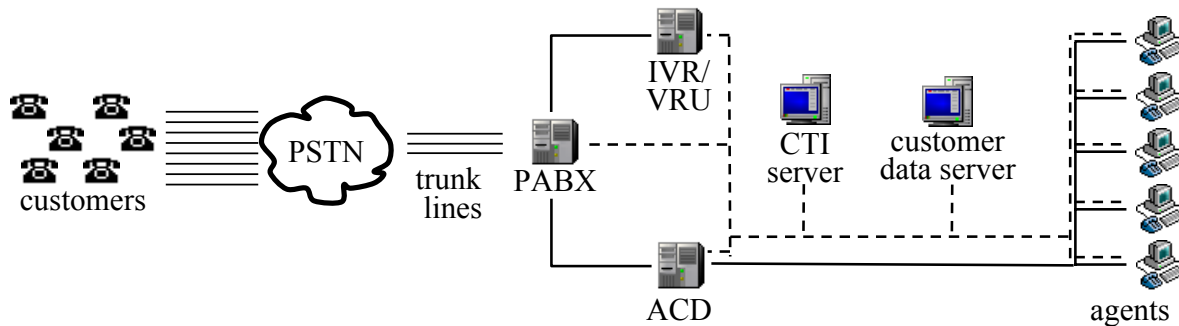 customers
PSTN
trunk
lines
PABX
IVR/
VRU
ACD
CTI
server
customer
data server
agents